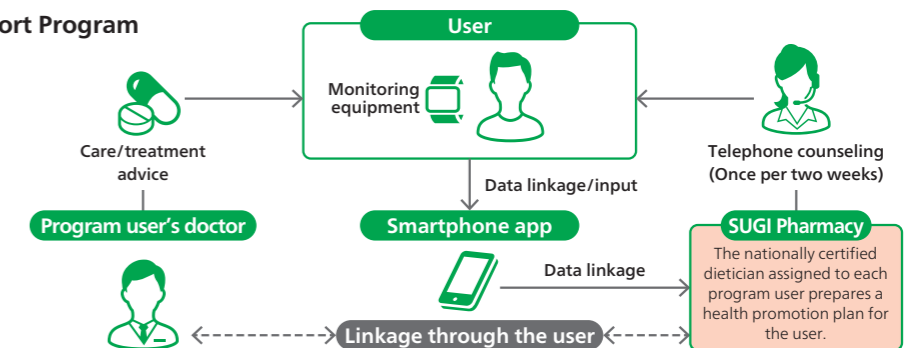 ort Program
User
Monitoring
equipment
Care/treatment
advice
Telephone counseling
(Once per two weeks)
Data linkage/input
Program user's doctor
Smartphone app
SUGI Pharmacy
The nationally certified
dietician assigned to each
program user prepares a
health promotion plan for
the user.
Data linkage
Linkage through the user